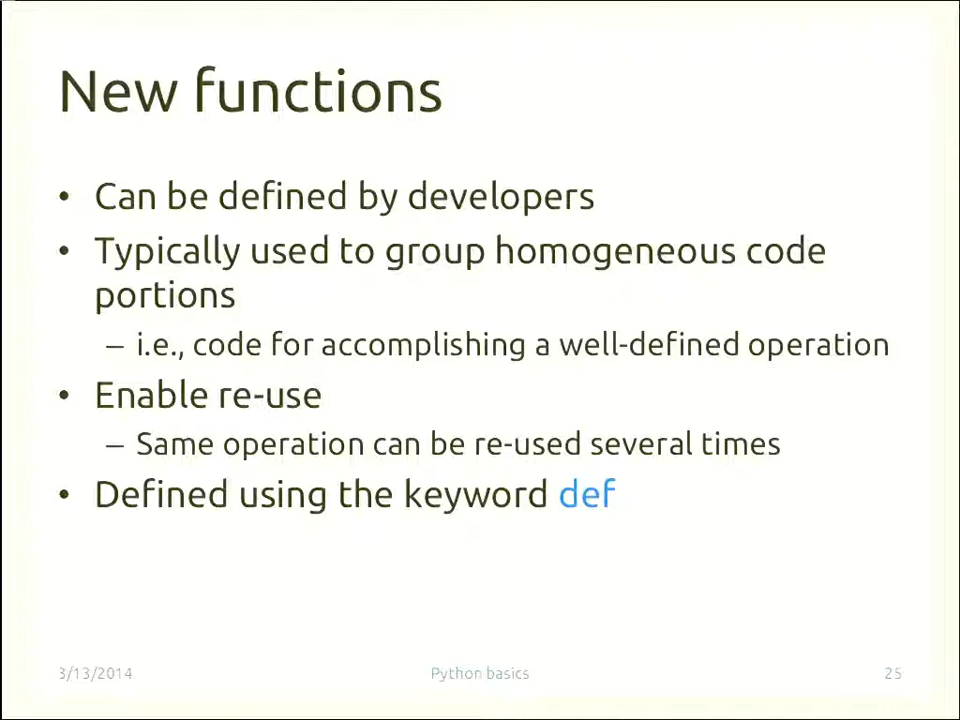 New functions
• Can be defined by developers
• Typically used to group homogeneous code
portions
– i.e., code for accomplishing a well-defined operation
• Enable re-use
– Same operation can be re-used several times
• Defined using the keyword def
3/13/2014 Python basics 25